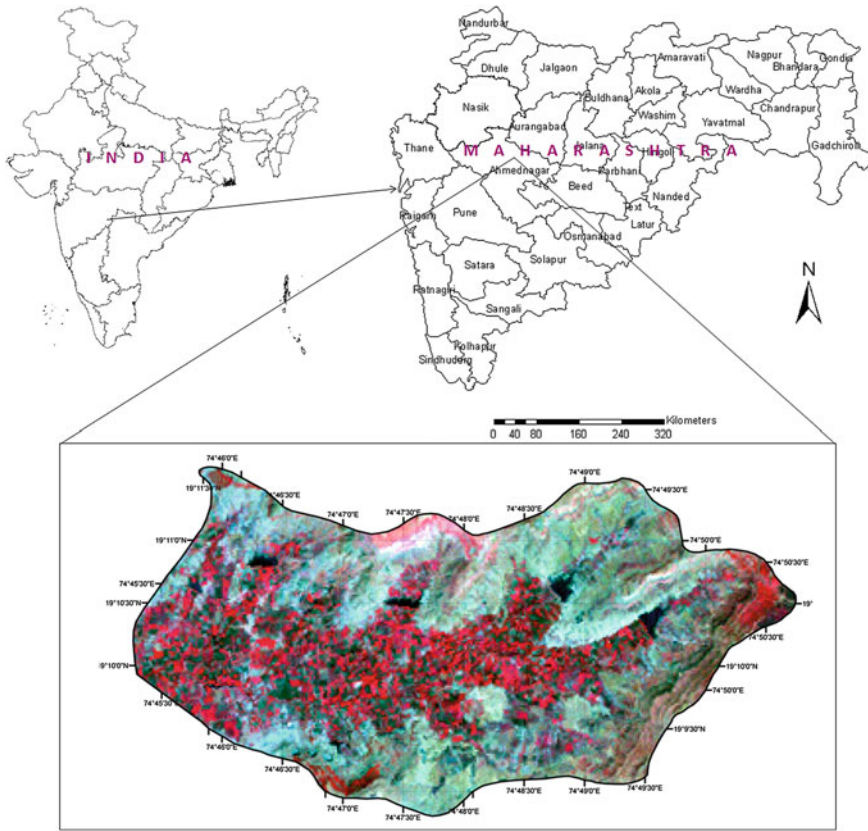 Nandurbar
Dhule
Jalgaon
Amaravati
Nagpur
Bhandara
Gondia
Buldhana
Akola
Wardha
Nasik
Washim
Yavatmal
Chandrapur
Aurangabad
Jalana
Thane
INDIA
MAHARASHTRA
Hingoli
Gadchiroli
Ahmednagar
Parbhani
Beed
Nanded
Raigarh
Pune
Text
Latur
Osmanabad
Satara
Solapur
N
Ratnagiri
Sangali
Kolhapur
Sindhudurg
Kilometers
0 40 80 160 240 320
74°46'0"E
19°11'30"N
74°46'30"E
74°49'0"E
74°49'30"E
74°47'0"E
74°47'30"E
74°48'0"E
74°48'30"E
19°11'0"N
74°50'0"E
74°50'30"E
74°45'30"E
19°10'30"N
19°
74°50'30"E
19°10'0"N
19°10'0"N
74°45'30"E
74°50'0"E
74°46'0"E
19°9'30"N
74°46'30"E
74°47'0"E
74°47'30"E
74°48'0"E
74°48'30"E
74°49'0"E
74°49'30"E